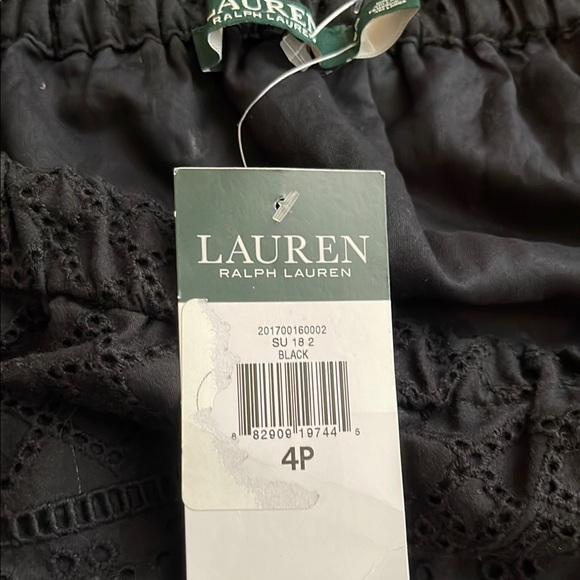 LAUREN
RALPH LAUREN
LAUREN
RALPH LAUREN
201700160002
SU 18 2
BLACK
8 82909 19744 5
4P